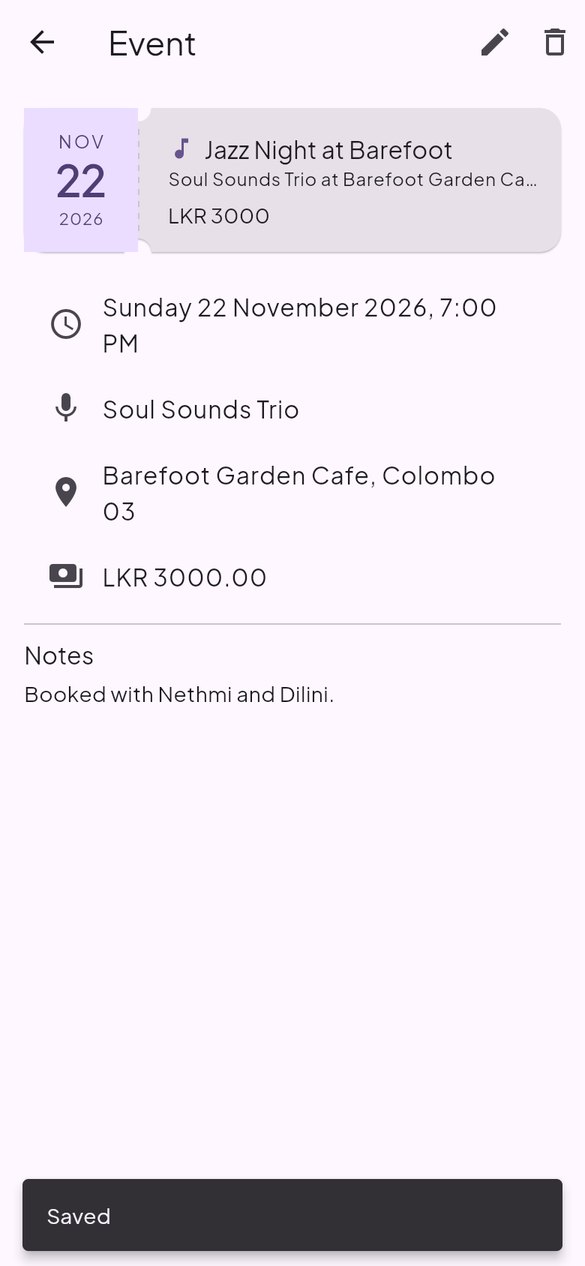 Event
NOV
22
2026
Jazz Night at Barefoot
Soul Sounds Trio at Barefoot Garden Ca...
LKR 3000
Sunday 22 November 2026, 7:00
PM
Soul Sounds Trio
Barefoot Garden Cafe, Colombo
03
LKR 3000.00
Notes
Booked with Nethmi and Dilini.
Saved